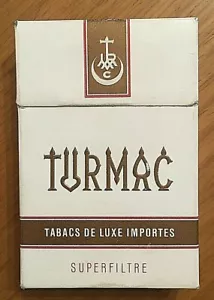 TURMAC
TABACS DE LUXE IMPORTES
SUPERFILTRE